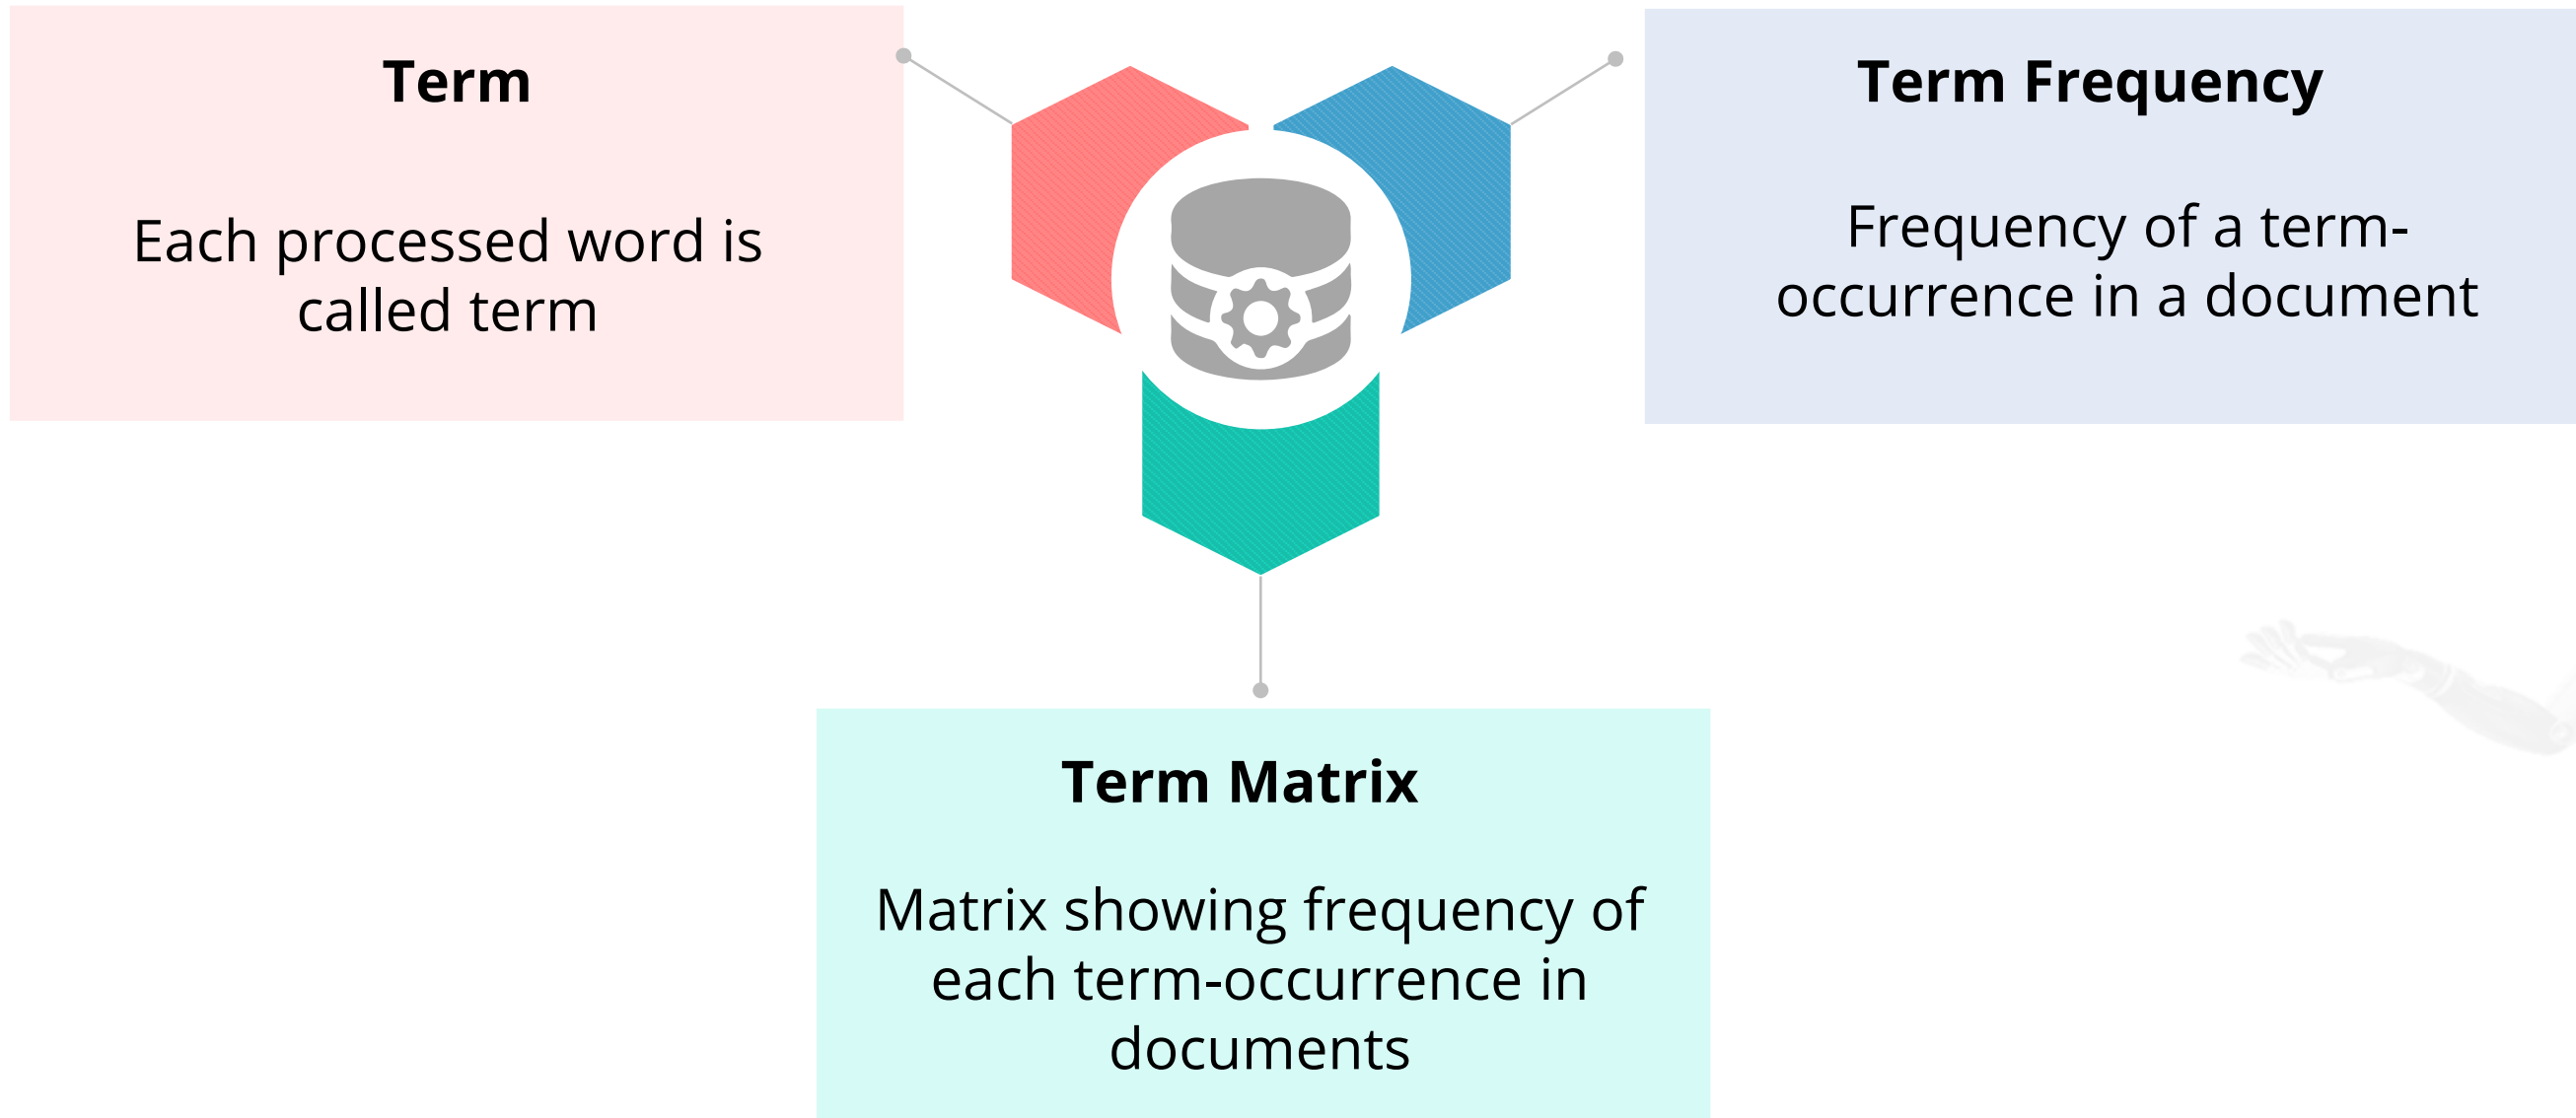 Term
Each processed word is
called term
Term Frequency
Frequency of a term-
occurrence in a document
Term Matrix
Matrix showing frequency of
each term-occurrence in
documents